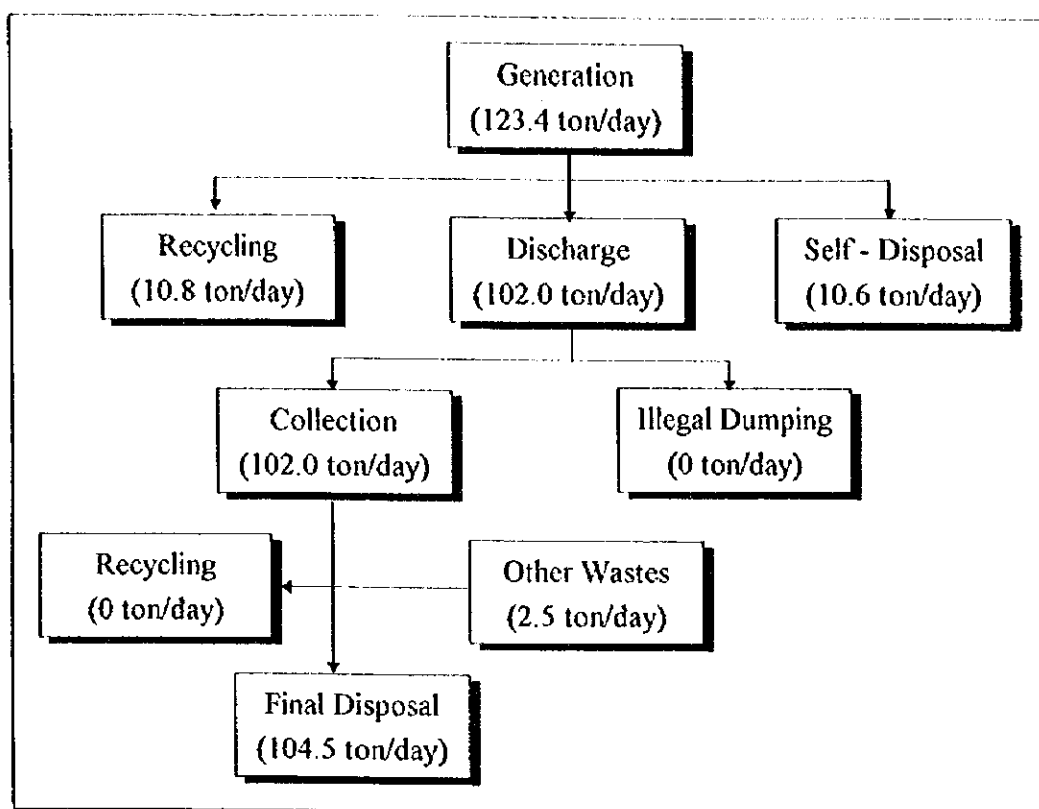 Generation
(123.4 ton/day)
Recycling
(10.8 ton/day)
Discharge
(102.0 ton/day)
Self - Disposal
(10.6 ton/day)
Collection
(102.0 ton/day)
Illegal Dumping
(0 ton/day)
Recycling
(0 ton/day)
Other Wastes
(2.5 ton/day)
Final Disposal
(104.5 ton/day)